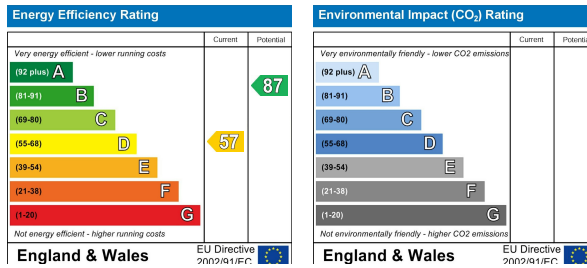 Energy Efficiency Rating
Current Potential
Very energy efficient - lower running costs
(92 plus) A
(81-91) B
(69-80) C
(55-68) D
(39-54) E
(21-38) F
(1-20) G
57
87
Not energy efficient - higher running costs
England & Wales
EU Directive
2002/91/EC
Environmental Impact (CO₂) Rating
Current Potential
Very environmentally friendly - lower CO2 emissions
(92 plus) A
(81-91) B
(69-80) C
(55-68) D
(39-54) E
(21-38) F
(1-20) G
Not environmentally friendly - higher CO2 emissions
England & Wales
EU Directive
2002/91/EC